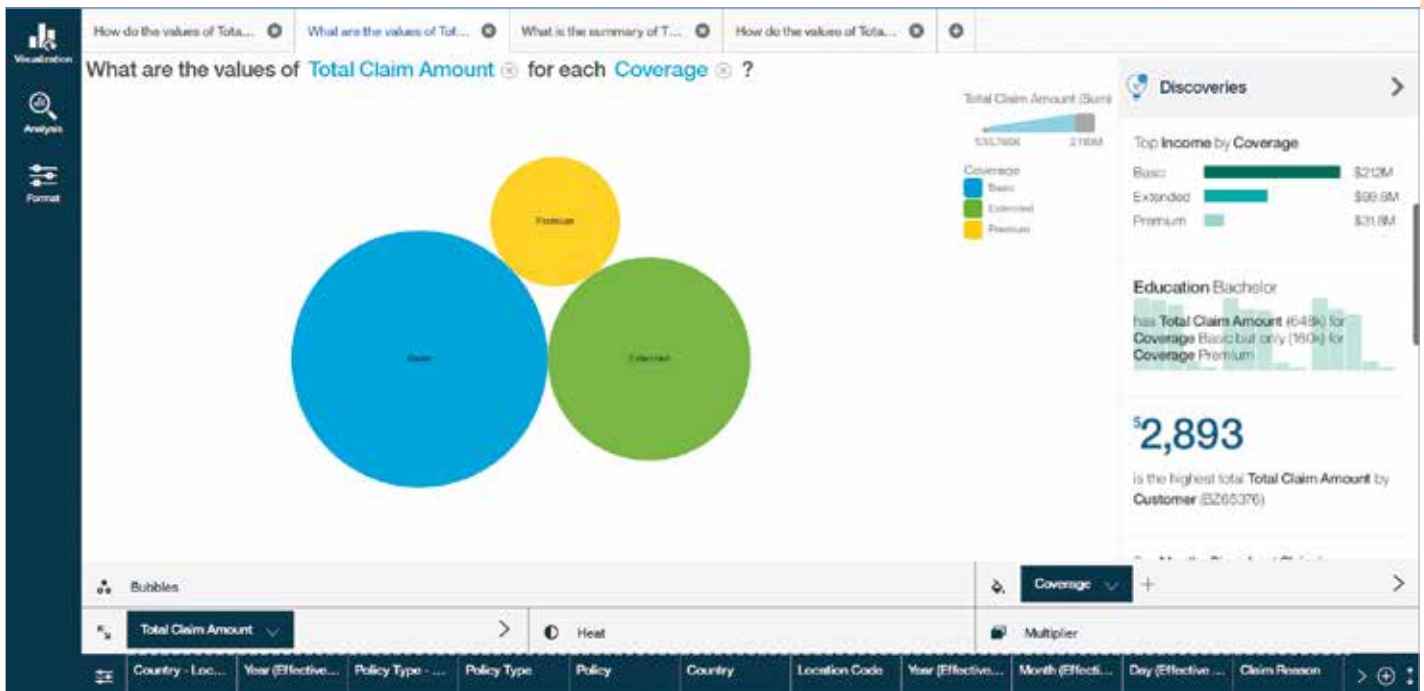 How do the values of Tota...
What are the values of Tot...
What is the summary of T...
How do the values of Tota...
Visualization
Analysis
Format
What are the values of Total Claim Amount for each Coverage ?
Total Claim Amount (Sum)
Coverage
Basic
Extended
Premium
Premium
Basic
Extended
Discoveries
Top Income by Coverage
Basic $212M
Extended $99.8M
Premium $31.8M
Education Bachelor
has Total Claim Amount (648k) for
Coverage Basic but only (160k) for
Coverage Premium
$2,893
is the highest total Total Claim Amount by
Customer (BZ65376)
Bubbles
Coverage
Total Claim Amount
Heat
Multiplier
Country - Loc...
Year (Effective...
Policy Type - ...
Policy Type
Policy
Country
Location Code
Year (Effective...
Month (Effecti...
Day (Effective ...
Claim Reason